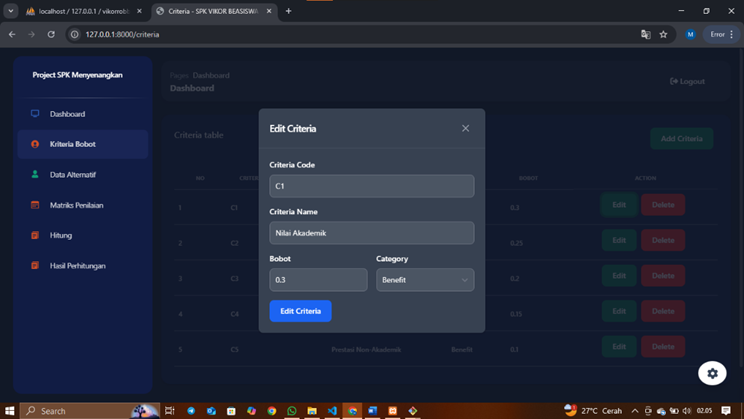 localhost / 127.0.0.1 / vikorrobb
Criteria - SPK VIKOR BEASISWA
127.0.0.1:8000/criteria
M
Error
Project SPK Menyenangkan
Dashboard
Kriteria Bobot
Data Alternatif
Matriks Penilaian
Hitung
Hasil Perhitungan
Pages Dashboard
Dashboard
Logout
Criteria table
Add Criteria
NO BOBOT ACTION
1 C1 0.3 Edit Delete
2 C2 0.25 Edit Delete
3 C3 0.2 Edit Delete
4 C4 0.15 Edit Delete
5 C5 Prestasi Non Akademik Benefit 0.1 Edit Delete
Edit Criteria
Criteria Code
C1
Criteria Name
Nilai Akademik
Bobot Category
0.3 Benefit
Edit Criteria
Search
27°C Cerah
02.05